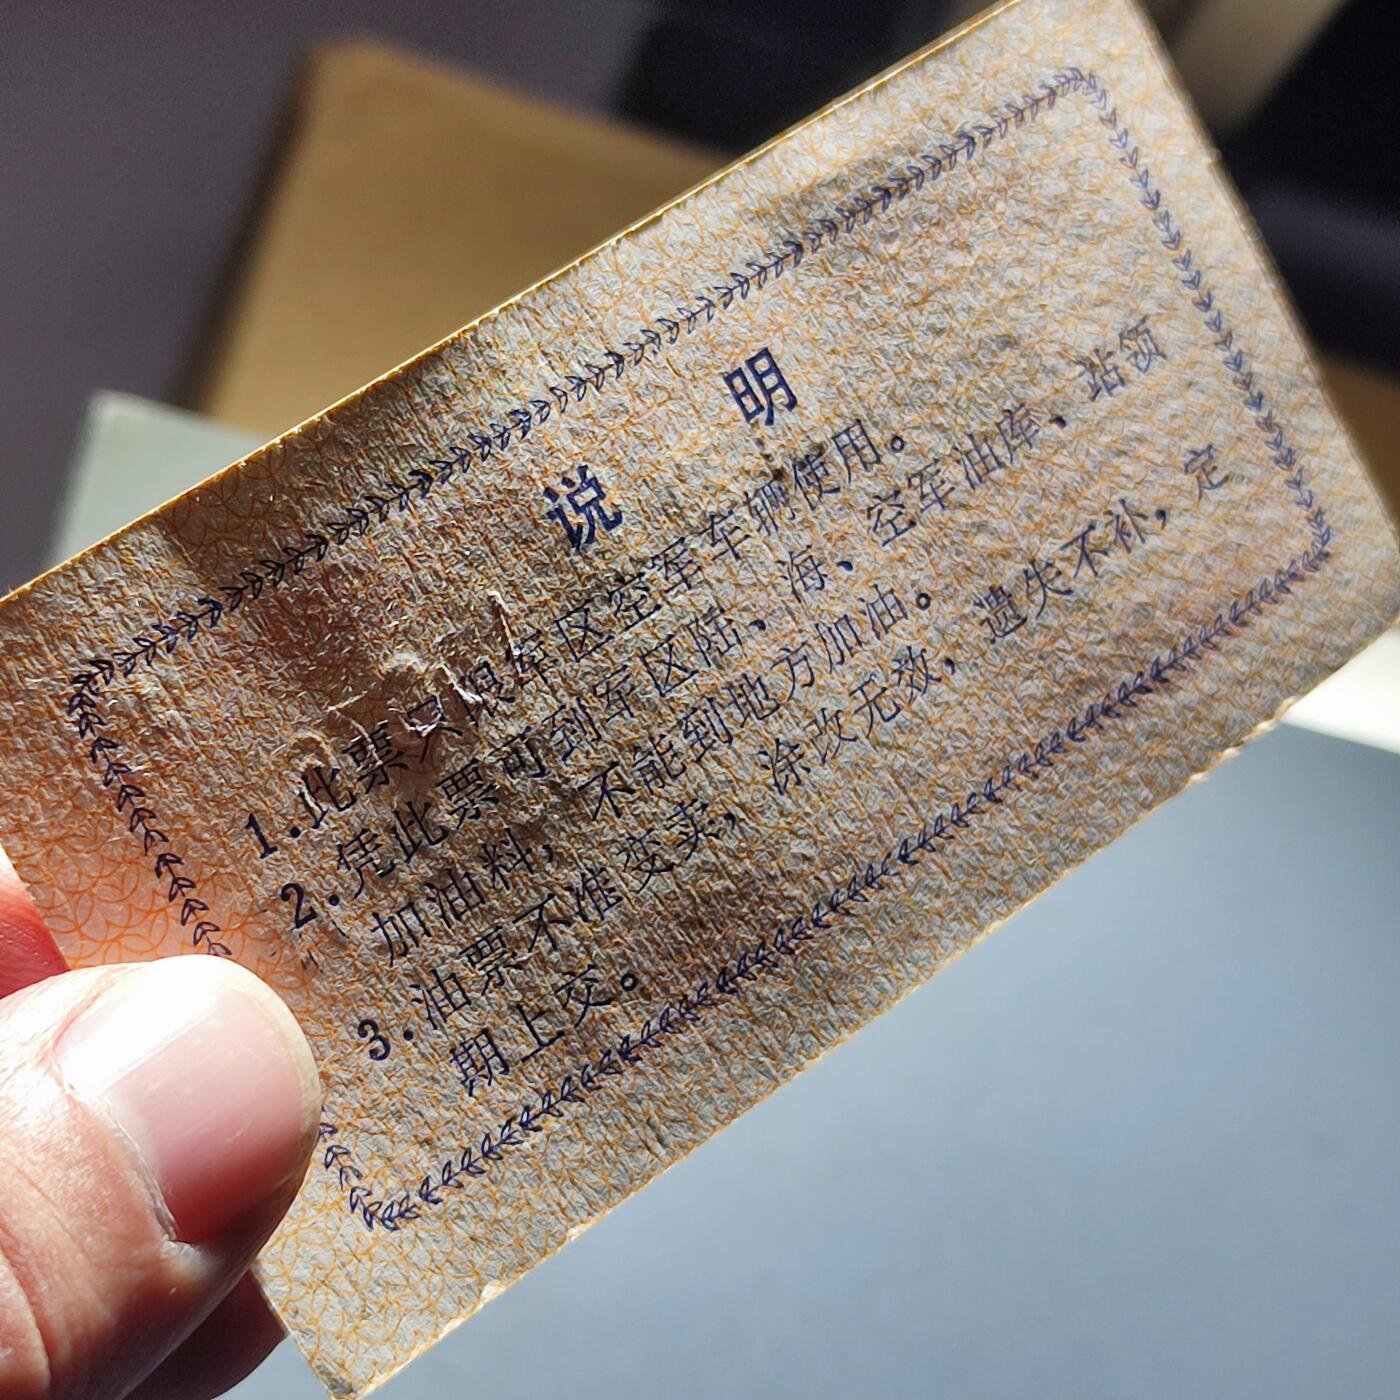 说 明
1.此票只限军区空军车辆使用。
2.凭此票可到军区陆、海、空军油库、站领
加油料,不能到地方加油。
3.油票不准变卖,涂改无效,遗失不补,定
期上交。